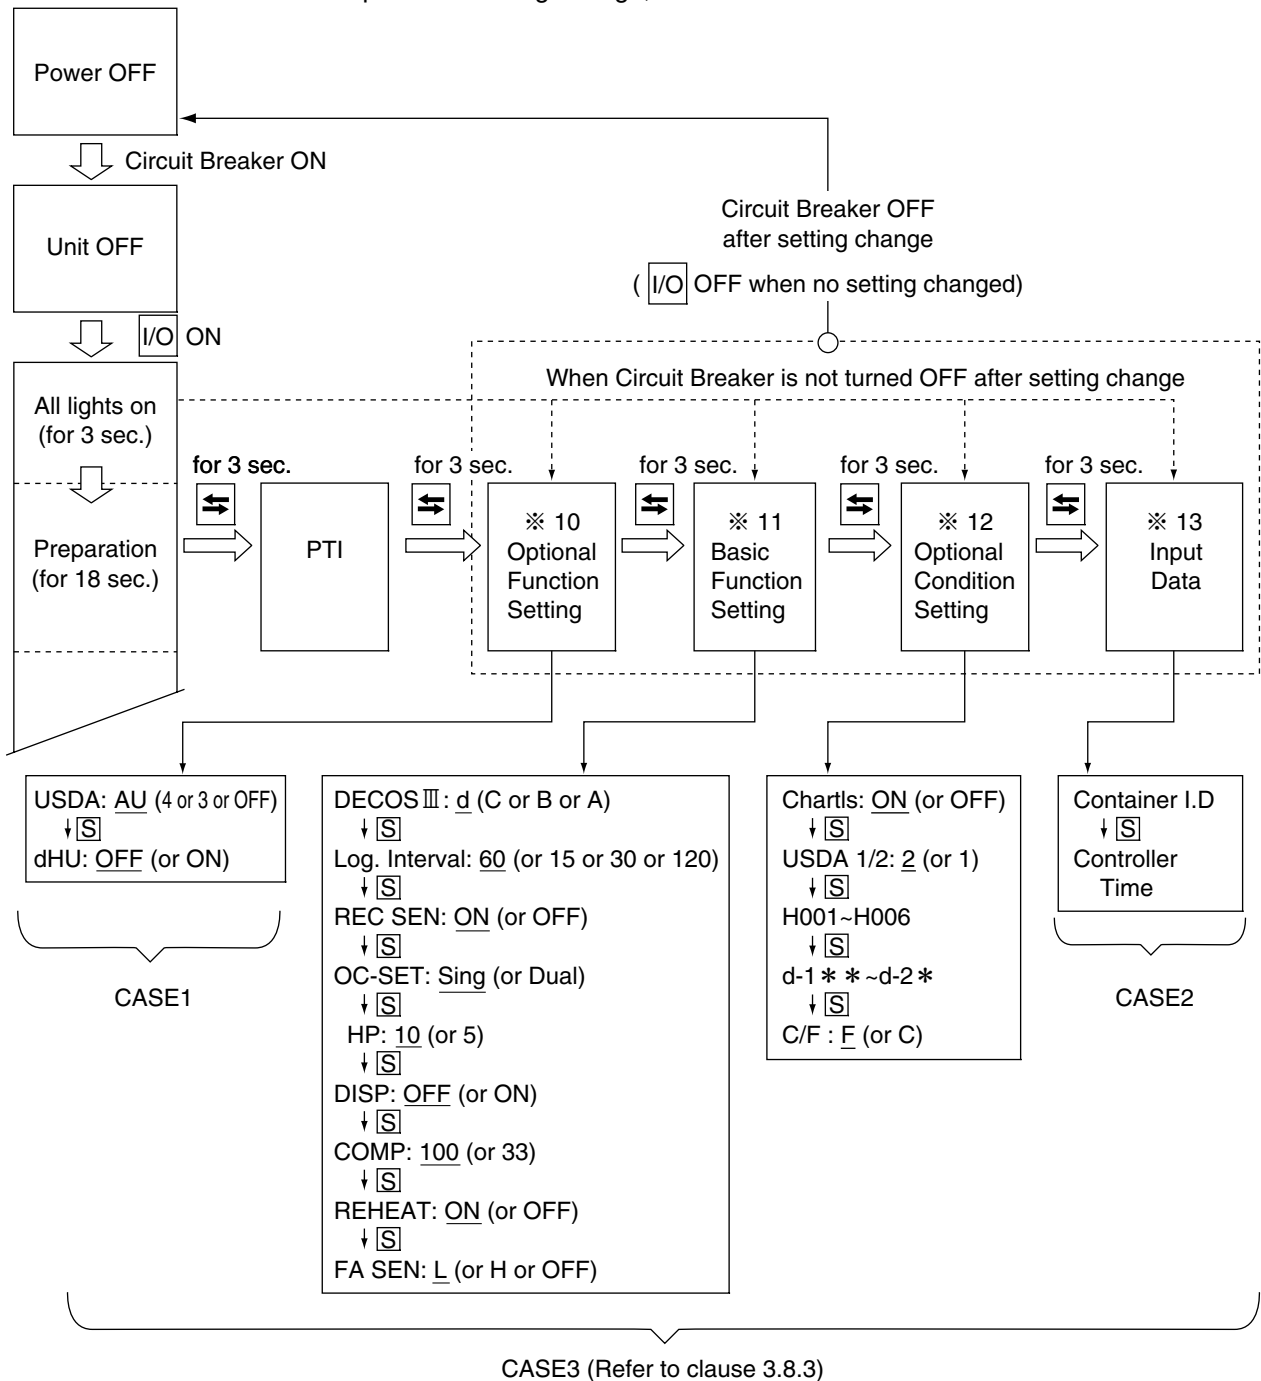 Power OFF
Circuit Breaker ON
Unit OFF
Circuit Breaker OFF
after setting change
( I/O OFF when no setting changed)
I/O ON
When Circuit Breaker is not turned OFF after setting change
All lights on
(for 3 sec.)
for 3 sec.
for 3 sec.
for 3 sec.
for 3 sec.
for 3 sec.
Preparation
(for 18 sec.)
PTI
※ 10
Optional
Function
Setting
※ 11
Basic
Function
Setting
※ 12
Optional
Condition
Setting
※ 13
Input
Data
USDA: AU (4 or 3 or OFF)
S
dHU: OFF (or ON)
CASE1
DECOSⅢ: d (C or B or A)
S
Log. Interval: 60 (or 15 or 30 or 120)
S
REC SEN: ON (or OFF)
S
OC-SET: Sing (or Dual)
S
HP: 10 (or 5)
S
DISP: OFF (or ON)
S
COMP: 100 (or 33)
S
REHEAT: ON (or OFF)
S
FA SEN: L (or H or OFF)
Chartls: ON (or OFF)
S
USDA 1/2: 2 (or 1)
S
H001~H006
S
d-1＊＊~d-2＊
S
C/F : F (or C)
Container I.D
S
Controller
Time
CASE2
CASE3 (Refer to clause 3.8.3)